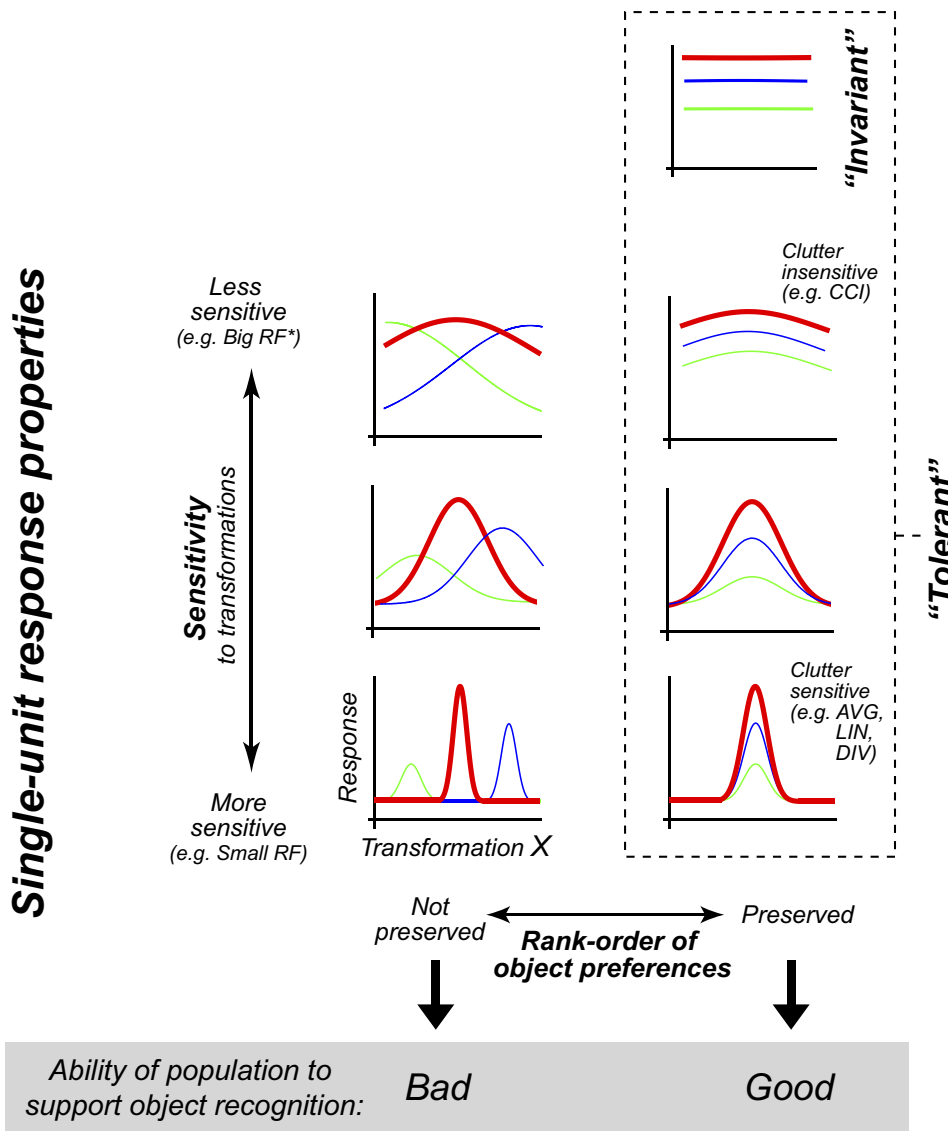 Single-unit response properties
“Invariant”
Less
sensitive
(e.g. Big RF*)
Clutter
insensitive
(e.g. CCI)
Sensitivity
to transformations
“Tolerant”
More
sensitive
(e.g. Small RF)
Response
Transformation X
Clutter
sensitive
(e.g. AVG,
LIN,
DIV)
Not
preserved
Preserved
Rank-order of
object preferences
Ability of population to
support object recognition:
Bad
Good